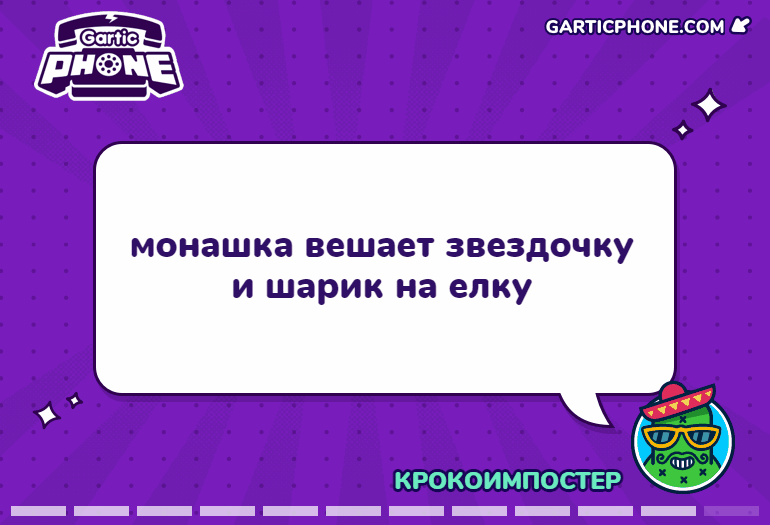 Gartic
PHONE
GARTICPHONE.COM
монашка вешает звездочку
и шарик на елку
КРОКОИМПОСТЕР